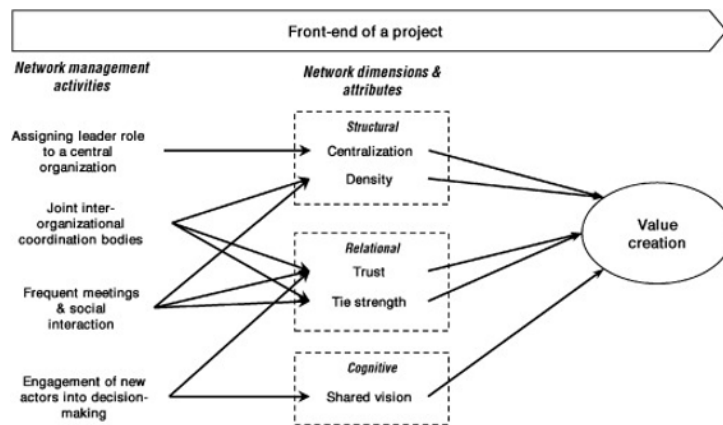 Front-end of a project
Network management
activities
Network dimensions &
attributes
Assigning leader role
to a central
organization
Joint inter-
organizational
coordination bodies
Frequent meetings
& social
interaction
Engagement of new
actors into decision-
making
Structural
Centralization
Density
Relational
Trust
Tie strength
Cognitive
Shared vision
Value
creation